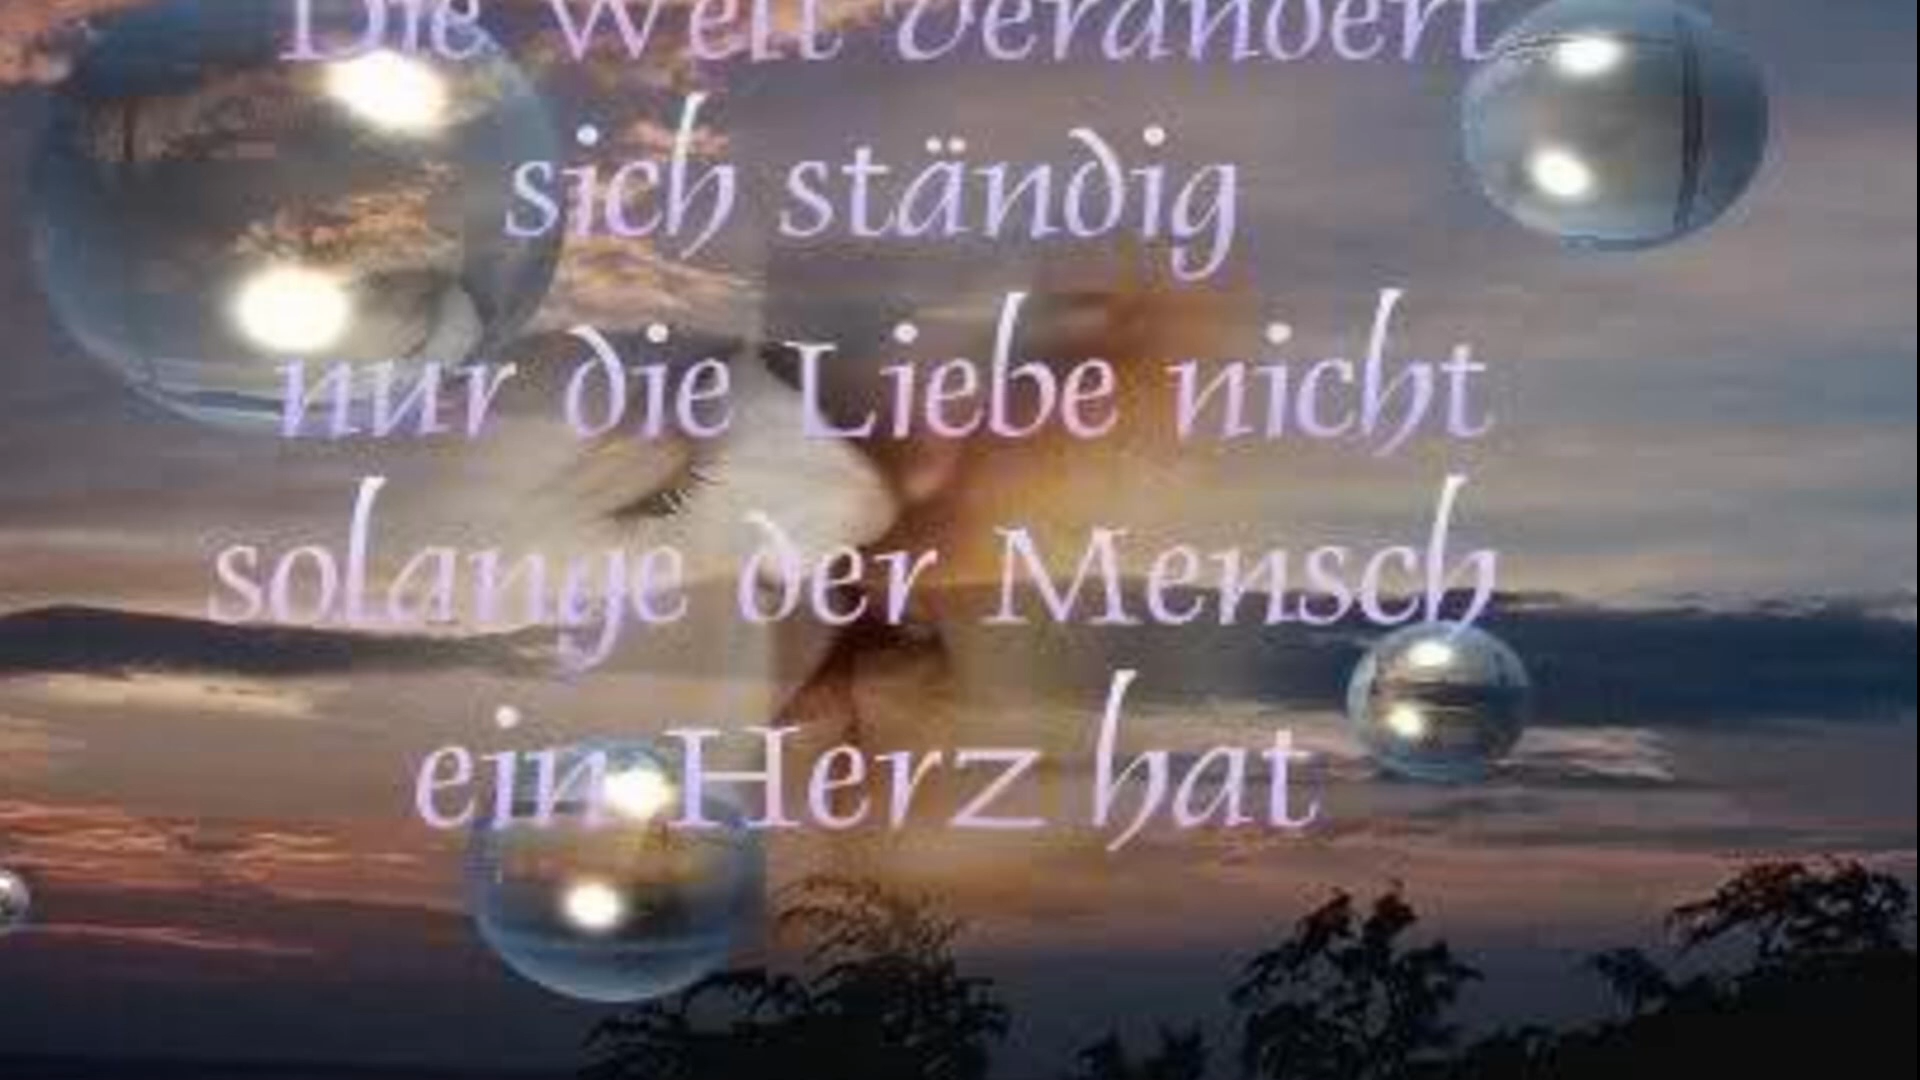 Die Welt verändert
sich ständig
nur die Liebe nicht
solange der Mensch
ein Herz hat